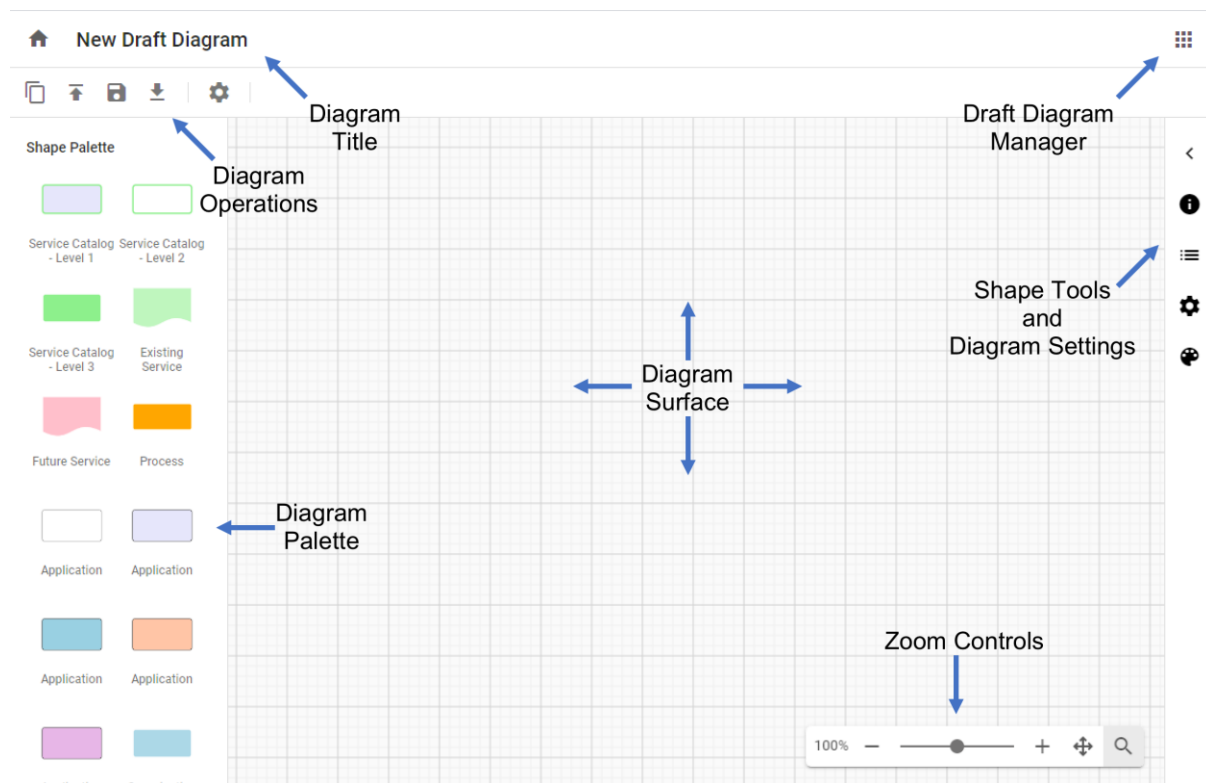 New Draft Diagram
Diagram
Title
Draft Diagram
Manager
Shape Palette
Diagram
Operations
Service Catalog
- Level 1
Service Catalog
- Level 2
Shape Tools
and
Diagram Settings
Service Catalog
- Level 3
Existing
Service
Diagram
Surface
Future Service
Process
Diagram
Palette
Application
Application
Zoom Controls
Application
Application
100%